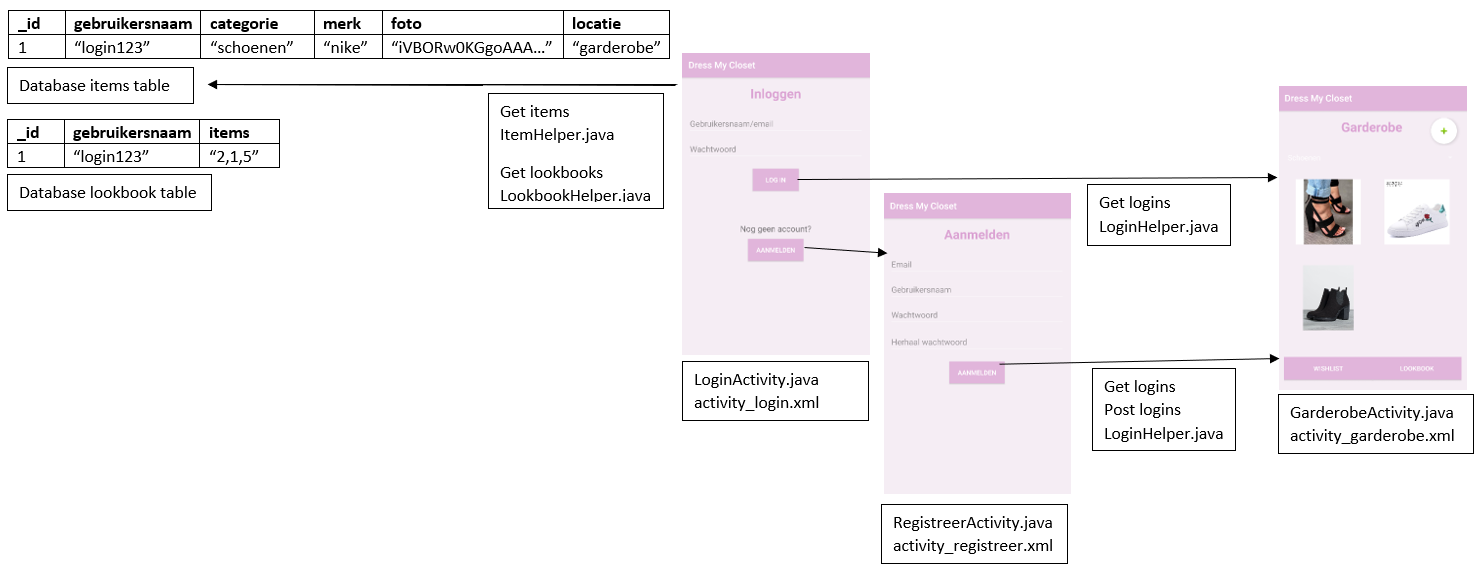 _id gebruikersnaam categorie merk foto locatie
1 “login123” “schoenen” “nike” “iVBORw0KGgoAAA...” “garderobe”
Database items table
_id gebruikersnaam items
1 “login123” “2,1,5”
Database lookbook table
Get items
ItemHelper.java
Get lookbooks
LookbookHelper.java
Dress My Closet
Inloggen
Gebruikersnaam/email
Wachtwoord
LOG IN
Nog geen account?
AANMELDEN
LoginActivity.java
activity_login.xml
Dress My Closet
Aanmelden
Email
Gebruikersnaam
Wachtwoord
Herhaal wachtwoord
AANMELDEN
RegistreerActivity.java
activity_registreer.xml
Get logins
LoginHelper.java
Get logins
Post logins
LoginHelper.java
Dress My Closet
Garderobe
+
WISHLIST LOOKBOOK
GarderobeActivity.java
activity_garderobe.xml